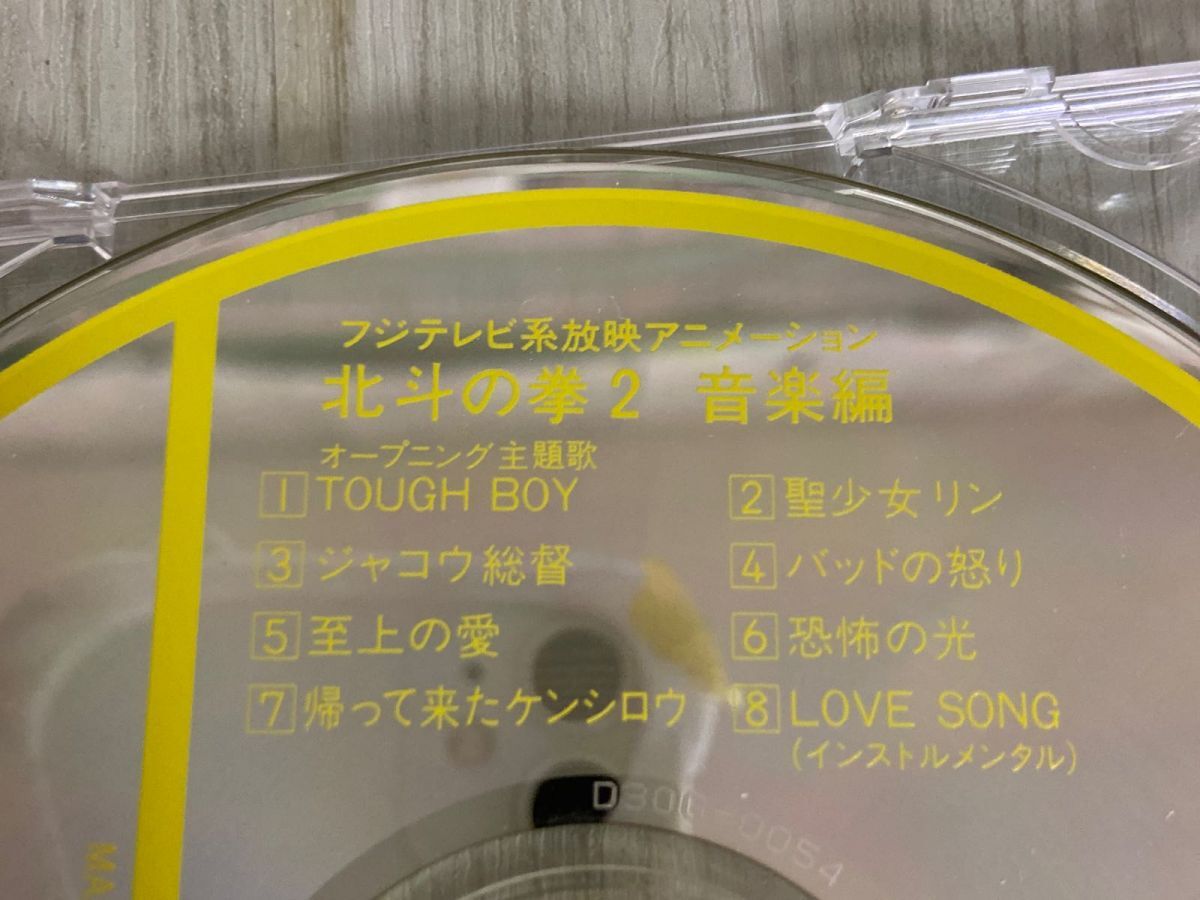 フジテレビ系放映アニメーション
北斗の拳2 音楽編
オープニング主題歌
1 TOUGH BOY
2 聖少女リン
3 ジャコウ総督
4 バッドの怒り
5 至上の愛
6 恐怖の光
7 帰って来たケンシロウ
8 LOVE SONG
(インストルメンタル)
D30Q-0054
MA